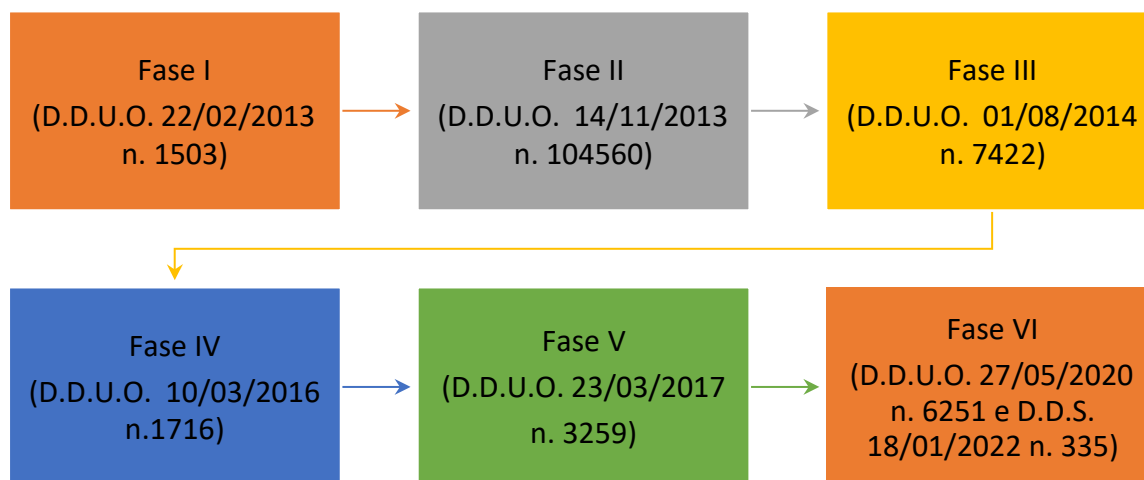 Fase I
(D.D.U.O. 22/02/2013
n. 1503)
Fase II
(D.D.U.O. 14/11/2013
n. 104560)
Fase III
(D.D.U.O. 01/08/2014
n. 7422)
Fase IV
(D.D.U.O. 10/03/2016
n.1716)
Fase V
(D.D.U.O. 23/03/2017
n. 3259)
Fase VI
(D.D.U.O. 27/05/2020
n. 6251 e D.D.S.
18/01/2022 n. 335)